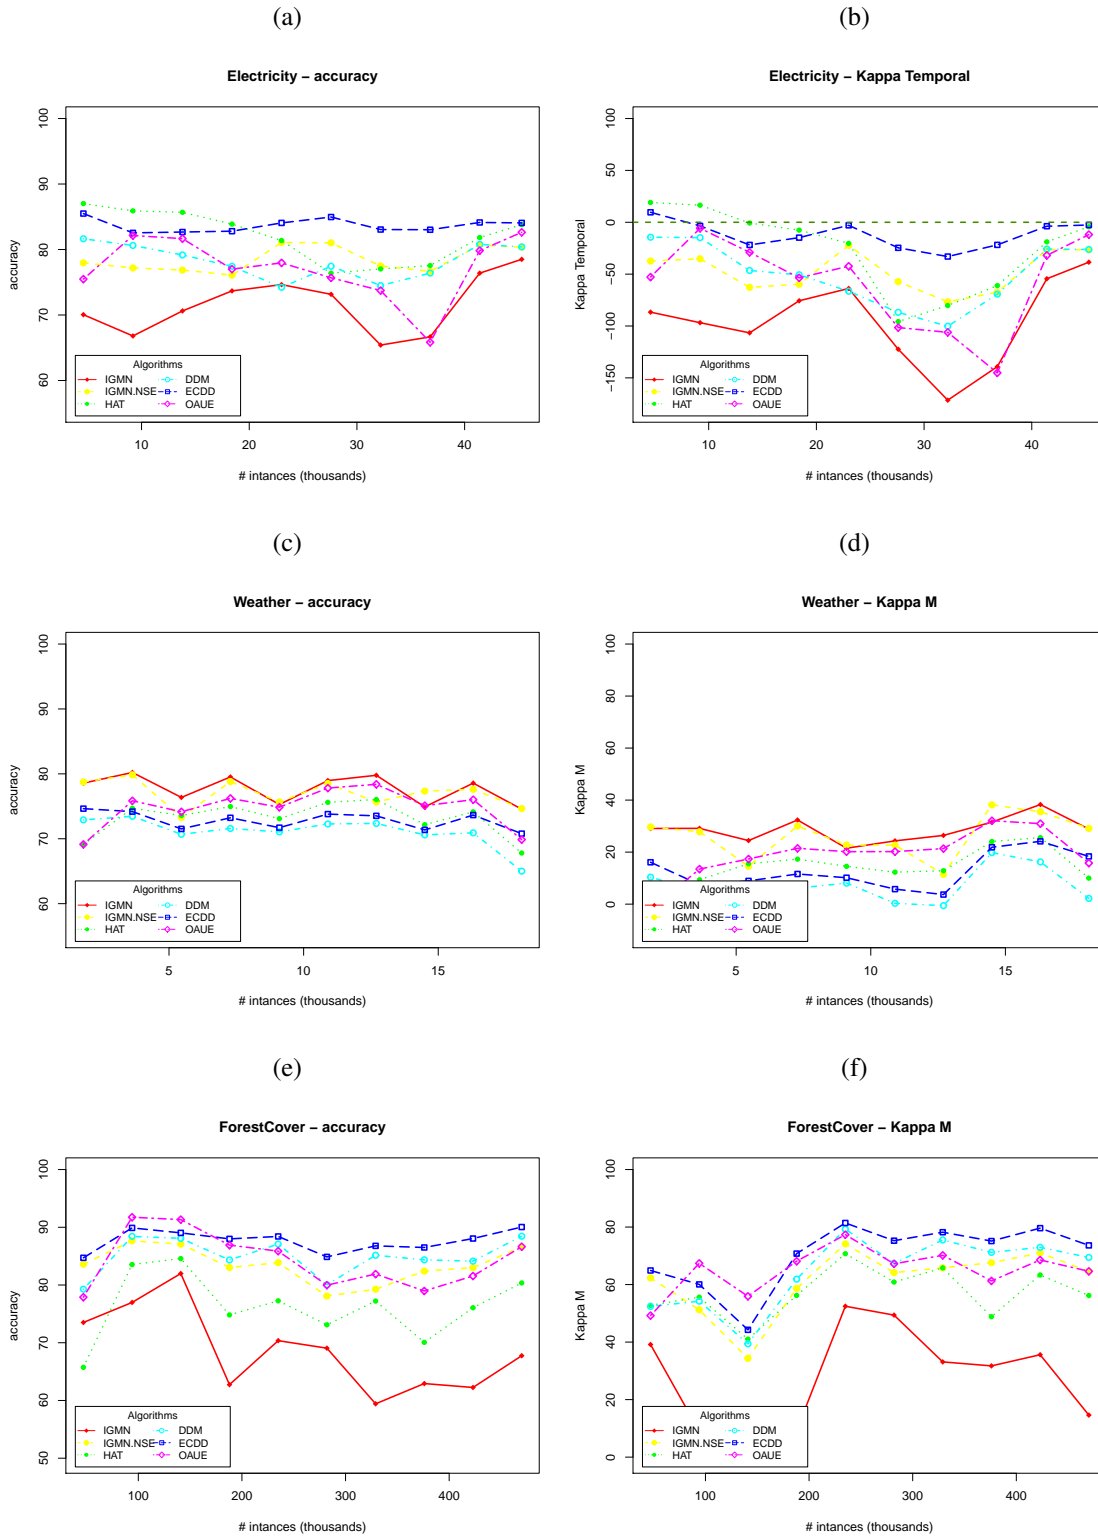 (a)
(b)
Electricity − accuracy
Electricity − Kappa Temporal
accuracy
100
90
80
70
60
Algorithms
IGMN
IGMN.NSE
HAT
DDM
ECDD
OAUE
10
20
30
40
# intances (thousands)
Kappa Temporal
100
50
0
−50
−100
−150
Algorithms
IGMN
IGMN.NSE
HAT
DDM
ECDD
OAUE
10
20
30
40
# intances (thousands)
(c)
(d)
Weather − accuracy
Weather − Kappa M
accuracy
100
90
80
70
60
Algorithms
IGMN
IGMN.NSE
HAT
DDM
ECDD
OAUE
5
10
15
# intances (thousands)
Kappa M
100
80
60
40
20
0
Algorithms
IGMN
IGMN.NSE
HAT
DDM
ECDD
OAUE
5
10
15
# intances (thousands)
(e)
(f)
ForestCover − accuracy
ForestCover − Kappa M
accuracy
100
90
80
70
60
50
Algorithms
IGMN
IGMN.NSE
HAT
DDM
ECDD
OAUE
100
200
300
400
# intances (thousands)
Kappa M
100
80
60
40
20
0
Algorithms
IGMN
IGMN.NSE
HAT
DDM
ECDD
OAUE
100
200
300
400
# intances (thousands)